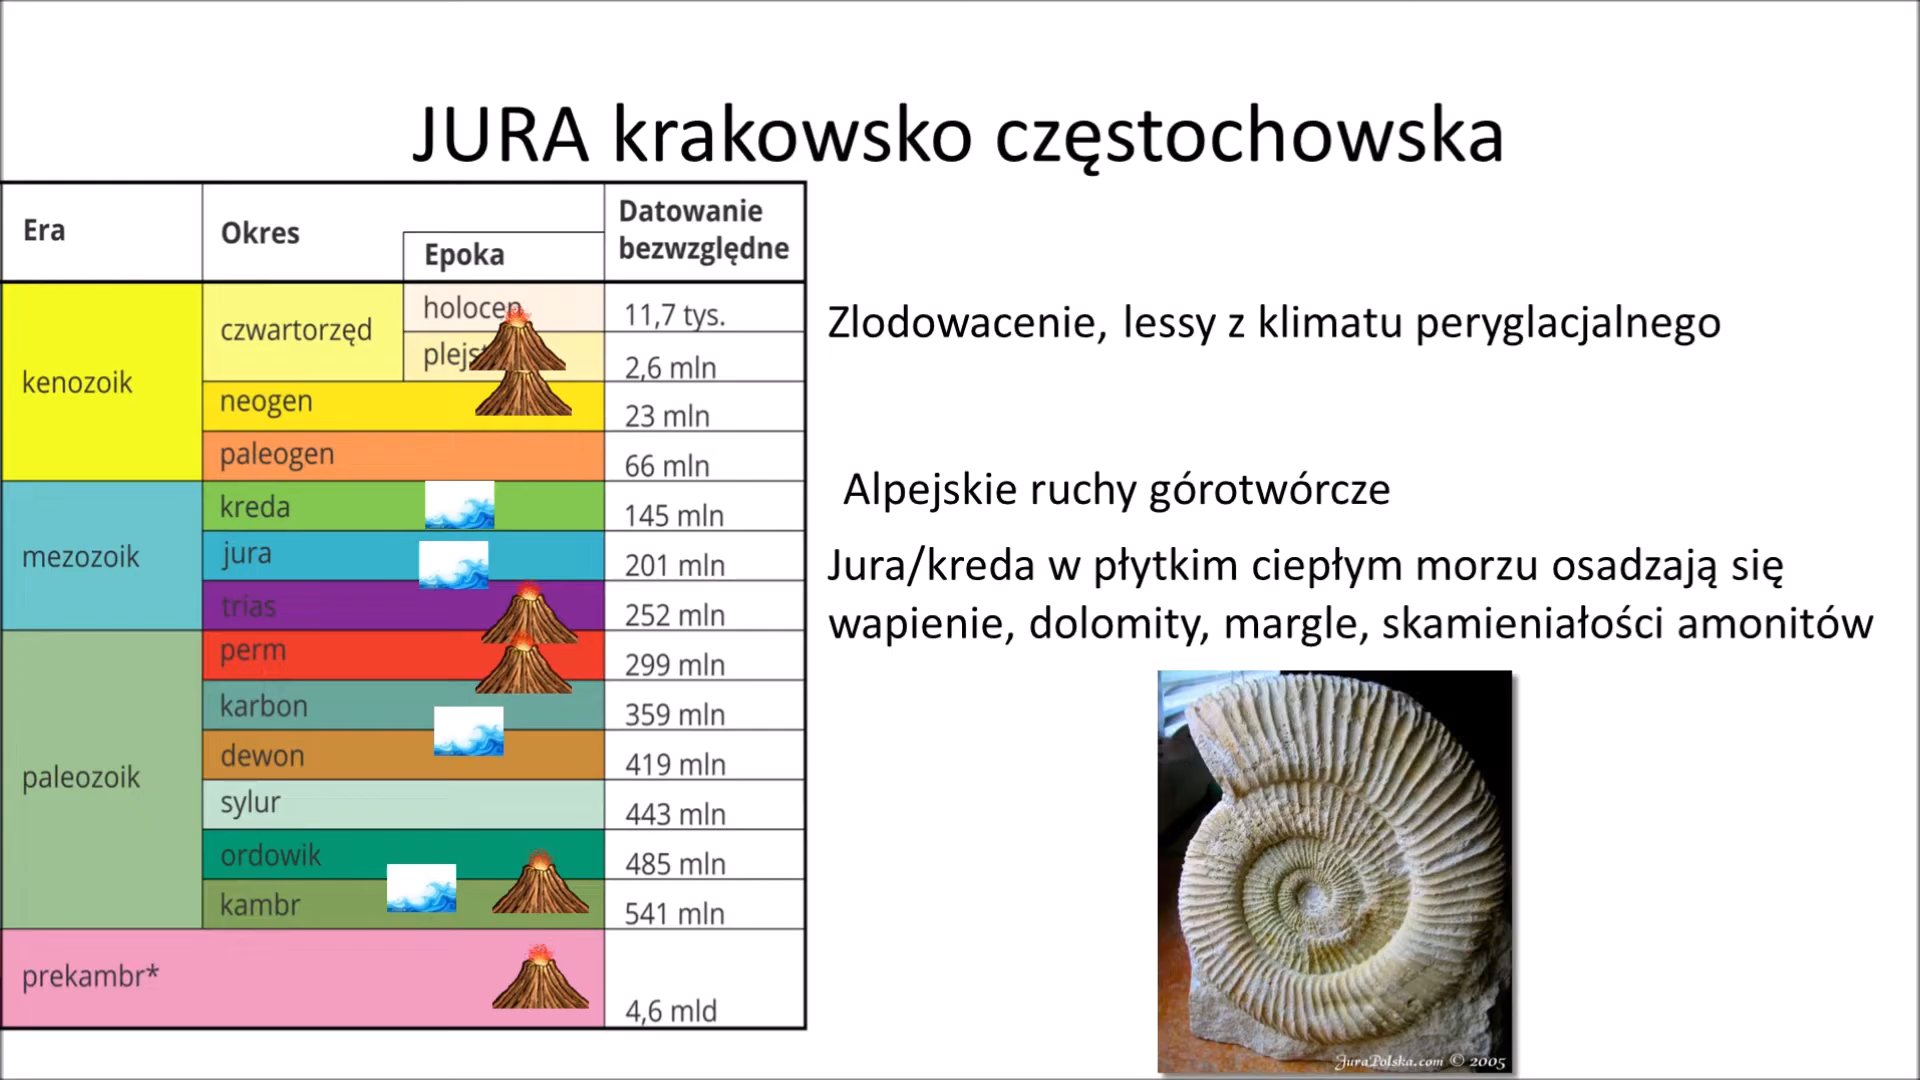 JURA krakowsko częstochowska
Era
Okres
Epoka
Datowanie
bezwzględne
kenozoik
czwartorzęd
holocen
11,7 tys.
2,6 mln
neogen
23 mln
paleogen
66 mln
mezozoik
kreda
145 mln
jura
201 mln
trias
252 mln
paleozoik
perm
299 mln
karbon
359 mln
dewon
419 mln
sylur
443 mln
ordowik
485 mln
kambr
541 mln
prekambr*
4,6 mld
Zlodowacenie, lessy z klimatu peryglacjalnego
Alpejskie ruchy górotwórcze
Jura/kreda w płytkim ciepłym morzu osadzają się
wapienie, dolomity, margle, skamieniałości amonitów
JuraPolska.com © 2005